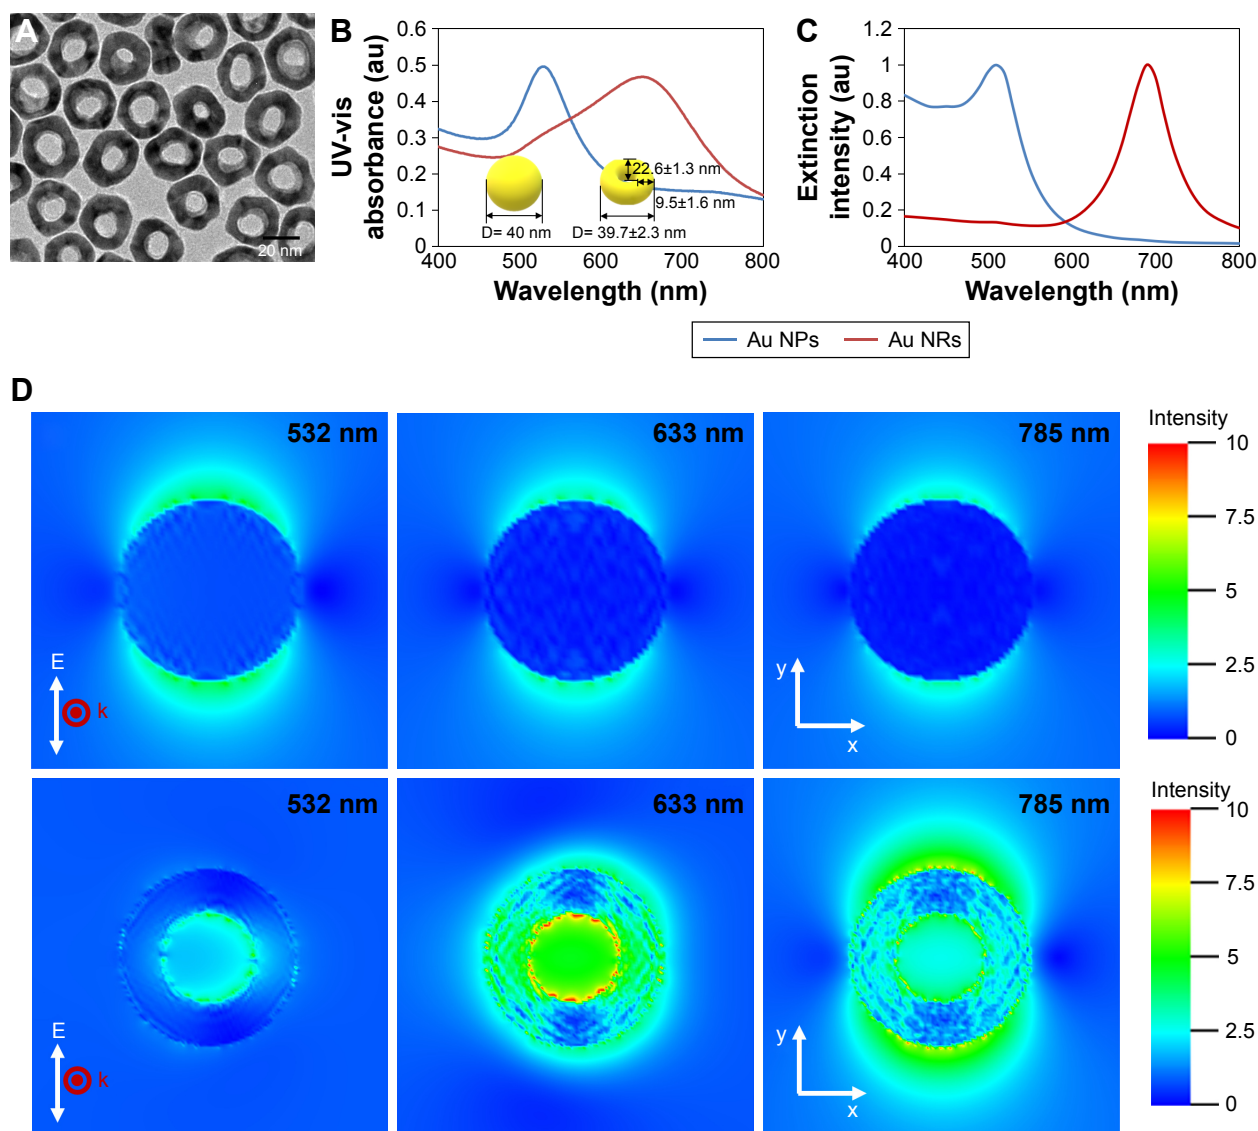 A
20 nm
B
UV-vis
absorbance (au)
0.6
0.5
0.4
0.3
0.2
0.1
0
22.6±1.3 nm
9.5±1.6 nm
D= 40 nm
D= 39.7±2.3 nm
400
500
600
700
800
Wavelength (nm)
C
Extinction
intensity (au)
1.2
1
0.8
0.6
0.4
0.2
0
400
500
600
700
800
Wavelength (nm)
Au NPs
Au NRs
D
532 nm
E
k
633 nm
785 nm
y
x
Intensity
10
7.5
5
2.5
0
532 nm
E
k
633 nm
785 nm
y
x
Intensity
10
7.5
5
2.5
0